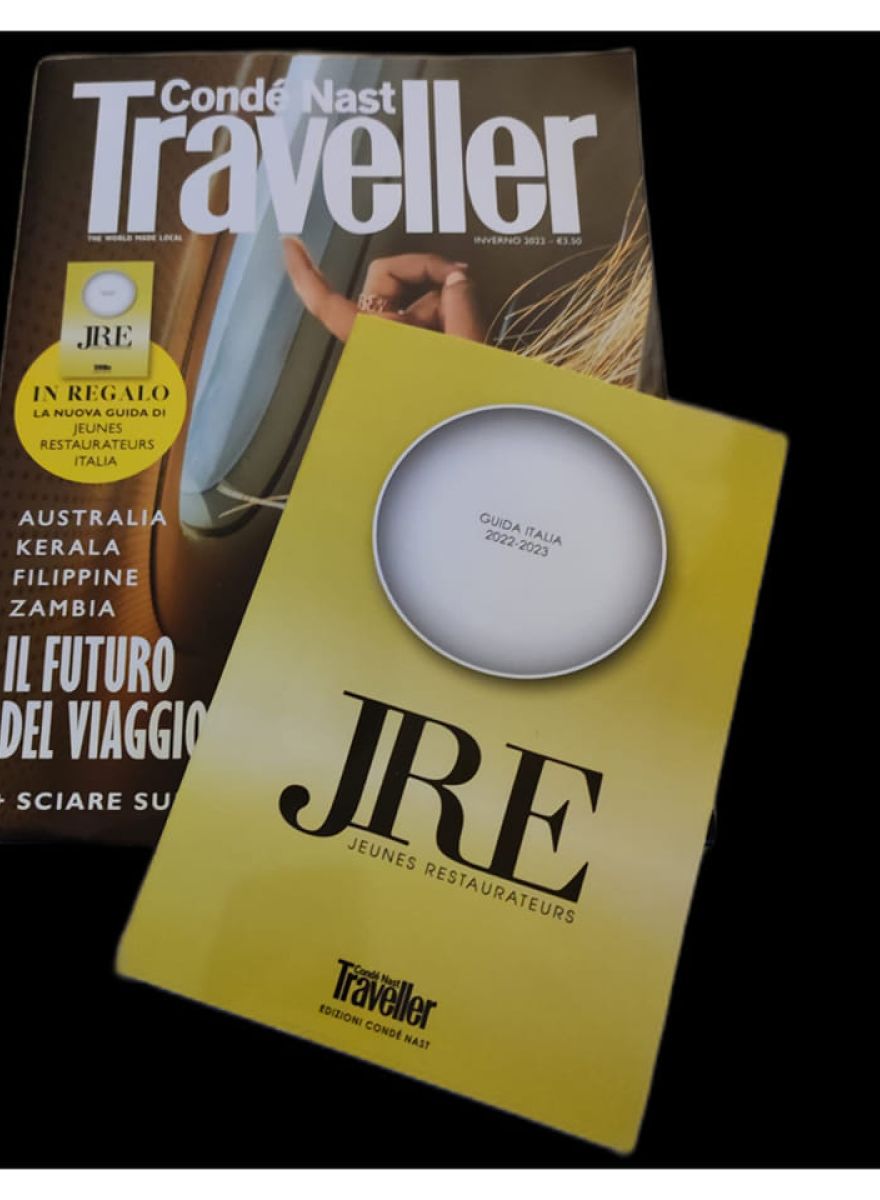 Condé Nast
Traveller
THE WORLD MADE LOCAL
INVERNO 2022 – €3,50
JRE
IN REGALO
LA NUOVA GUIDA DI
JEUNES
RESTAURATEURS
ITALIA
AUSTRALIA
KERALA
FILIPPINE
ZAMBIA
IL FUTURO
DEL VIAGGIO
+ SCIARE SU
GUIDA ITALIA
2022-2023
JRE
JEUNES RESTAURATEURS
Condé Nast
Traveller
EDIZIONI CONDÉ NAST